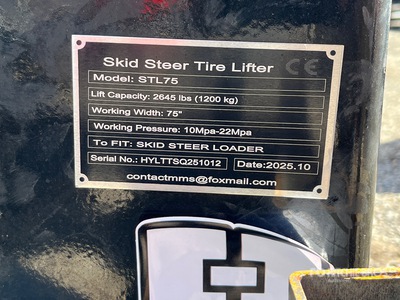 Skid Steer Tire Lifter CE
Model: STL75
Lift Capacity: 2645 lbs (1200 kg)
Working Width: 75"
Working Pressure: 10Mpa-22Mpa
To FIT: SKID STEER LOADER
Serial No.: HYLTTSQ251012 Date:2025.10
contactmms@foxmail.com